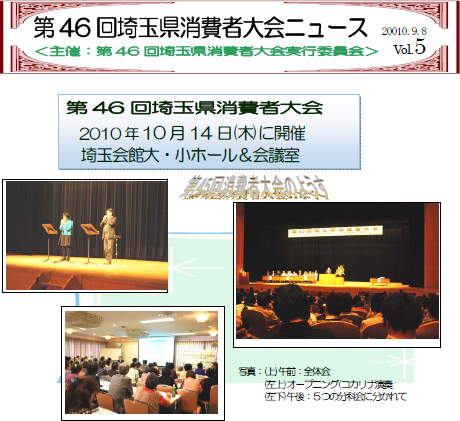 第46回埼玉県消費者大会ニュース
20010.9.8
Vol.5
＜主催：第46回埼玉県消費者大会実行委員会＞
第46回埼玉県消費者大会
2010年10月14日(木)に開催
埼玉会館大・小ホール＆会議室
第45回消費者大会のようす
写真：(上)午前：全体会
(左上)オープニング(コカリナ)演奏
(左下)午後：５つの分科会に分かれて